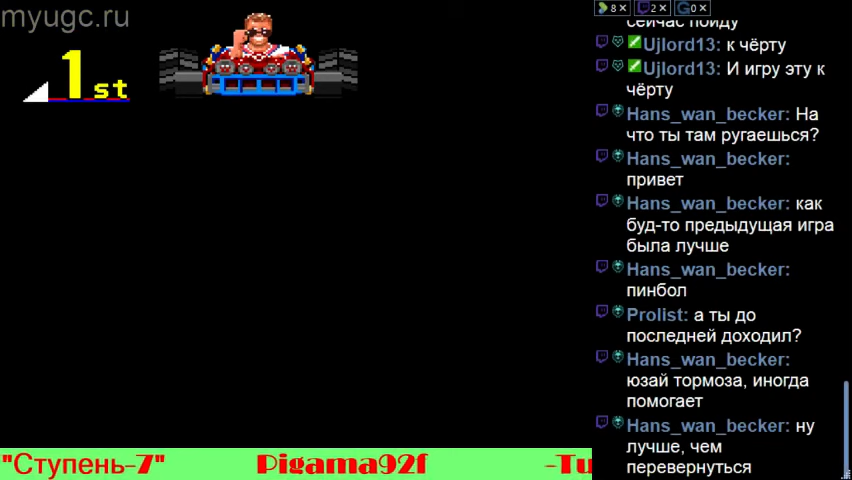 myugc.ru
1st
8 × 2 × 0 ×
сейчас пойду
Ujlord13: к чёрту
Ujlord13: И игру эту к
чёрту
Hans_wan_becker: На
что ты там ругаешься?
Hans_wan_becker:
привет
Hans_wan_becker: как
буд-то предыдущая игра
была лучше
Hans_wan_becker:
пинбол
Prolist: а ты до
последней доходил?
Hans_wan_becker:
юзай тормоза, иногда
помогает
Hans_wan_becker: ну
лучше, чем
перевернуться
"Ступень-7" Pigama92f -Tu